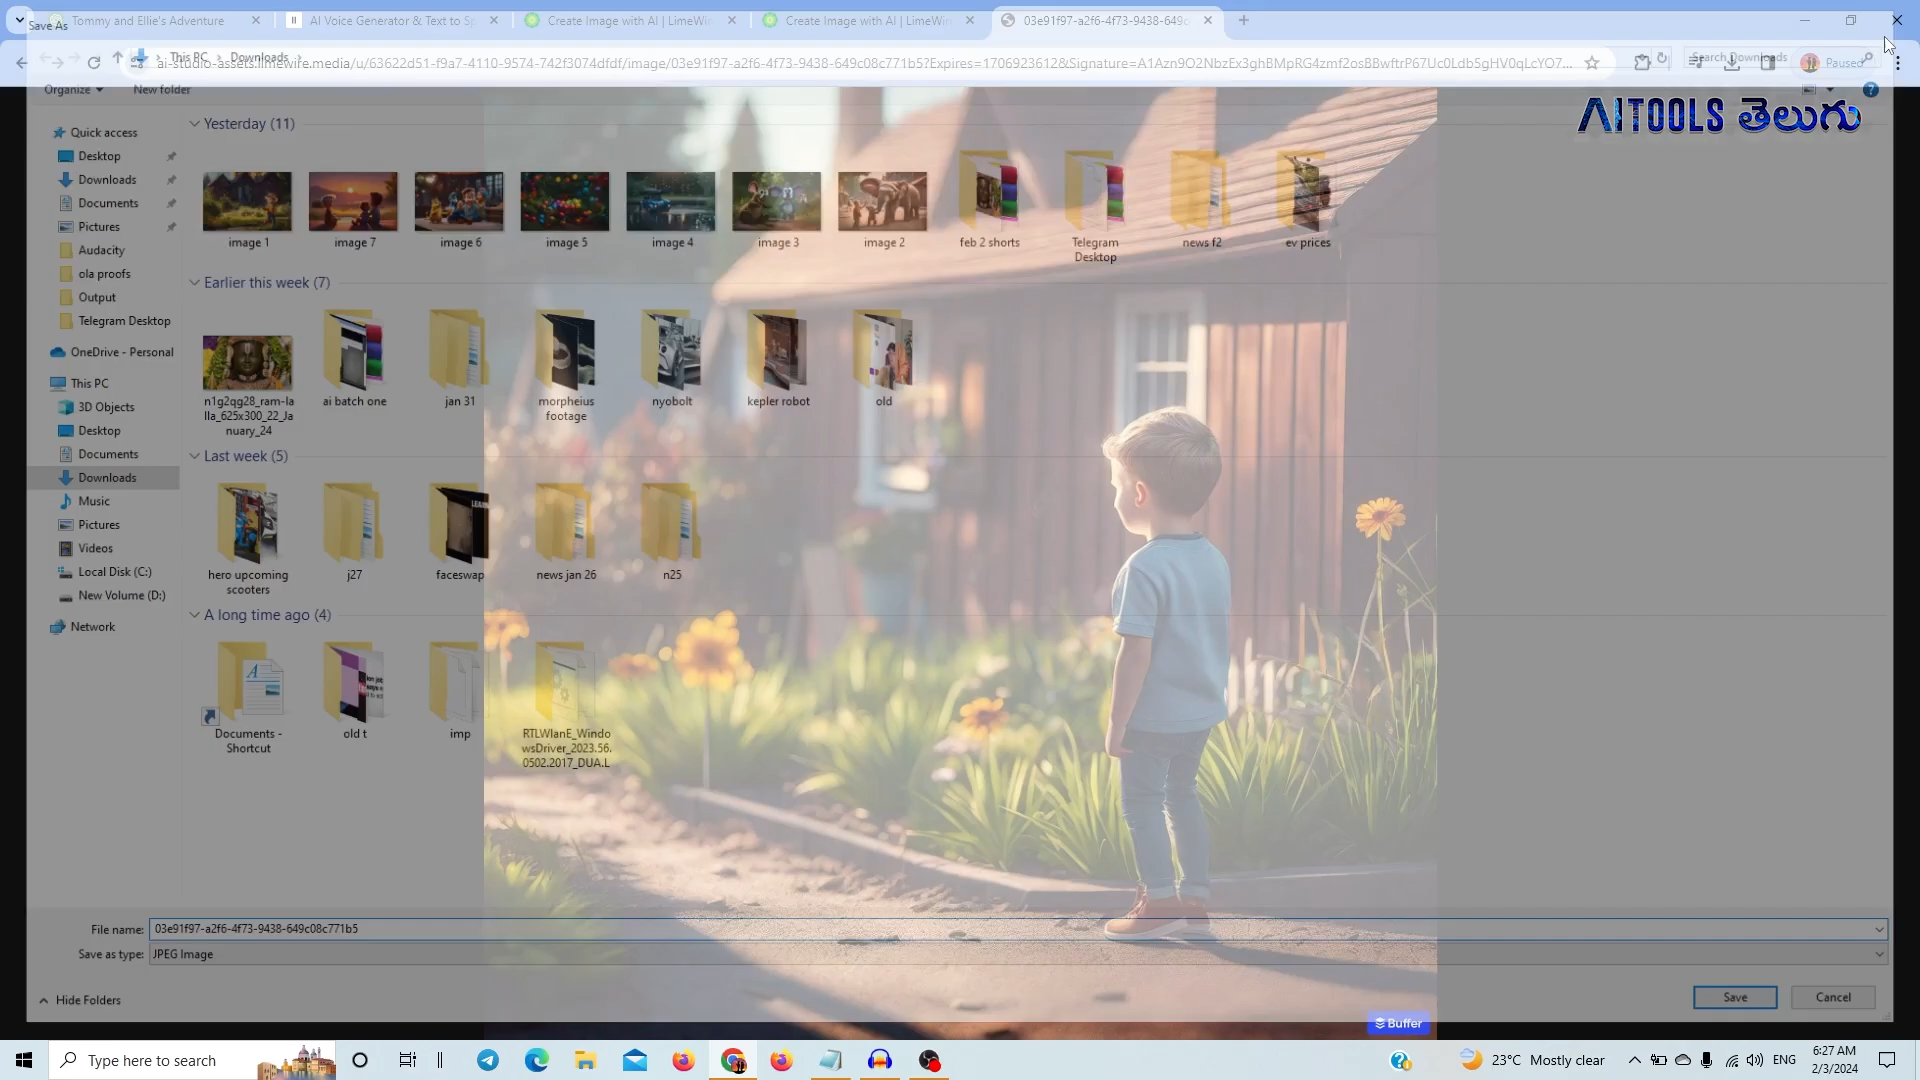 Tommy and Ellie's Adventure
AI Voice Generator & Text to Sp
Create Image with AI | LimeWir
Create Image with AI | LimeWir
03e91f97-a2f6-4f73-9438-649c
Save As
This PC
Downloads
Search Downloads
Paused
Organize
New folder
AITOOLS తెలుగు
Quick access
Desktop
Downloads
Documents
Pictures
Audacity
ola proofs
Output
Telegram Desktop
OneDrive - Personal
This PC
3D Objects
Desktop
Documents
Downloads
Music
Pictures
Videos
Local Disk (C:)
New Volume (D:)
Network
Yesterday (11)
image 1
image 7
image 6
image 5
image 4
image 3
image 2
feb 2 shorts
Telegram
Desktop
news f2
ev prices
Earlier this week (7)
n1g2qg28_ram-la
lla_625x300_22_Ja
nuary_24
ai batch one
jan 31
morpheius
footage
nyobolt
kepler robot
old
Last week (5)
hero upcoming
scooters
j27
faceswap
news jan 26
n25
A long time ago (4)
Documents -
Shortcut
old t
imp
RTLWlanE_Windo
wsDriver_2023.56.
0502.2017_DUA.L
File name:
03e91f97-a2f6-4f73-9438-649c08c771b5
Save as type:
JPEG Image
Hide Folders
Save
Cancel
Buffer
Type here to search
23°C Mostly clear
ENG
6:27 AM
2/3/2024